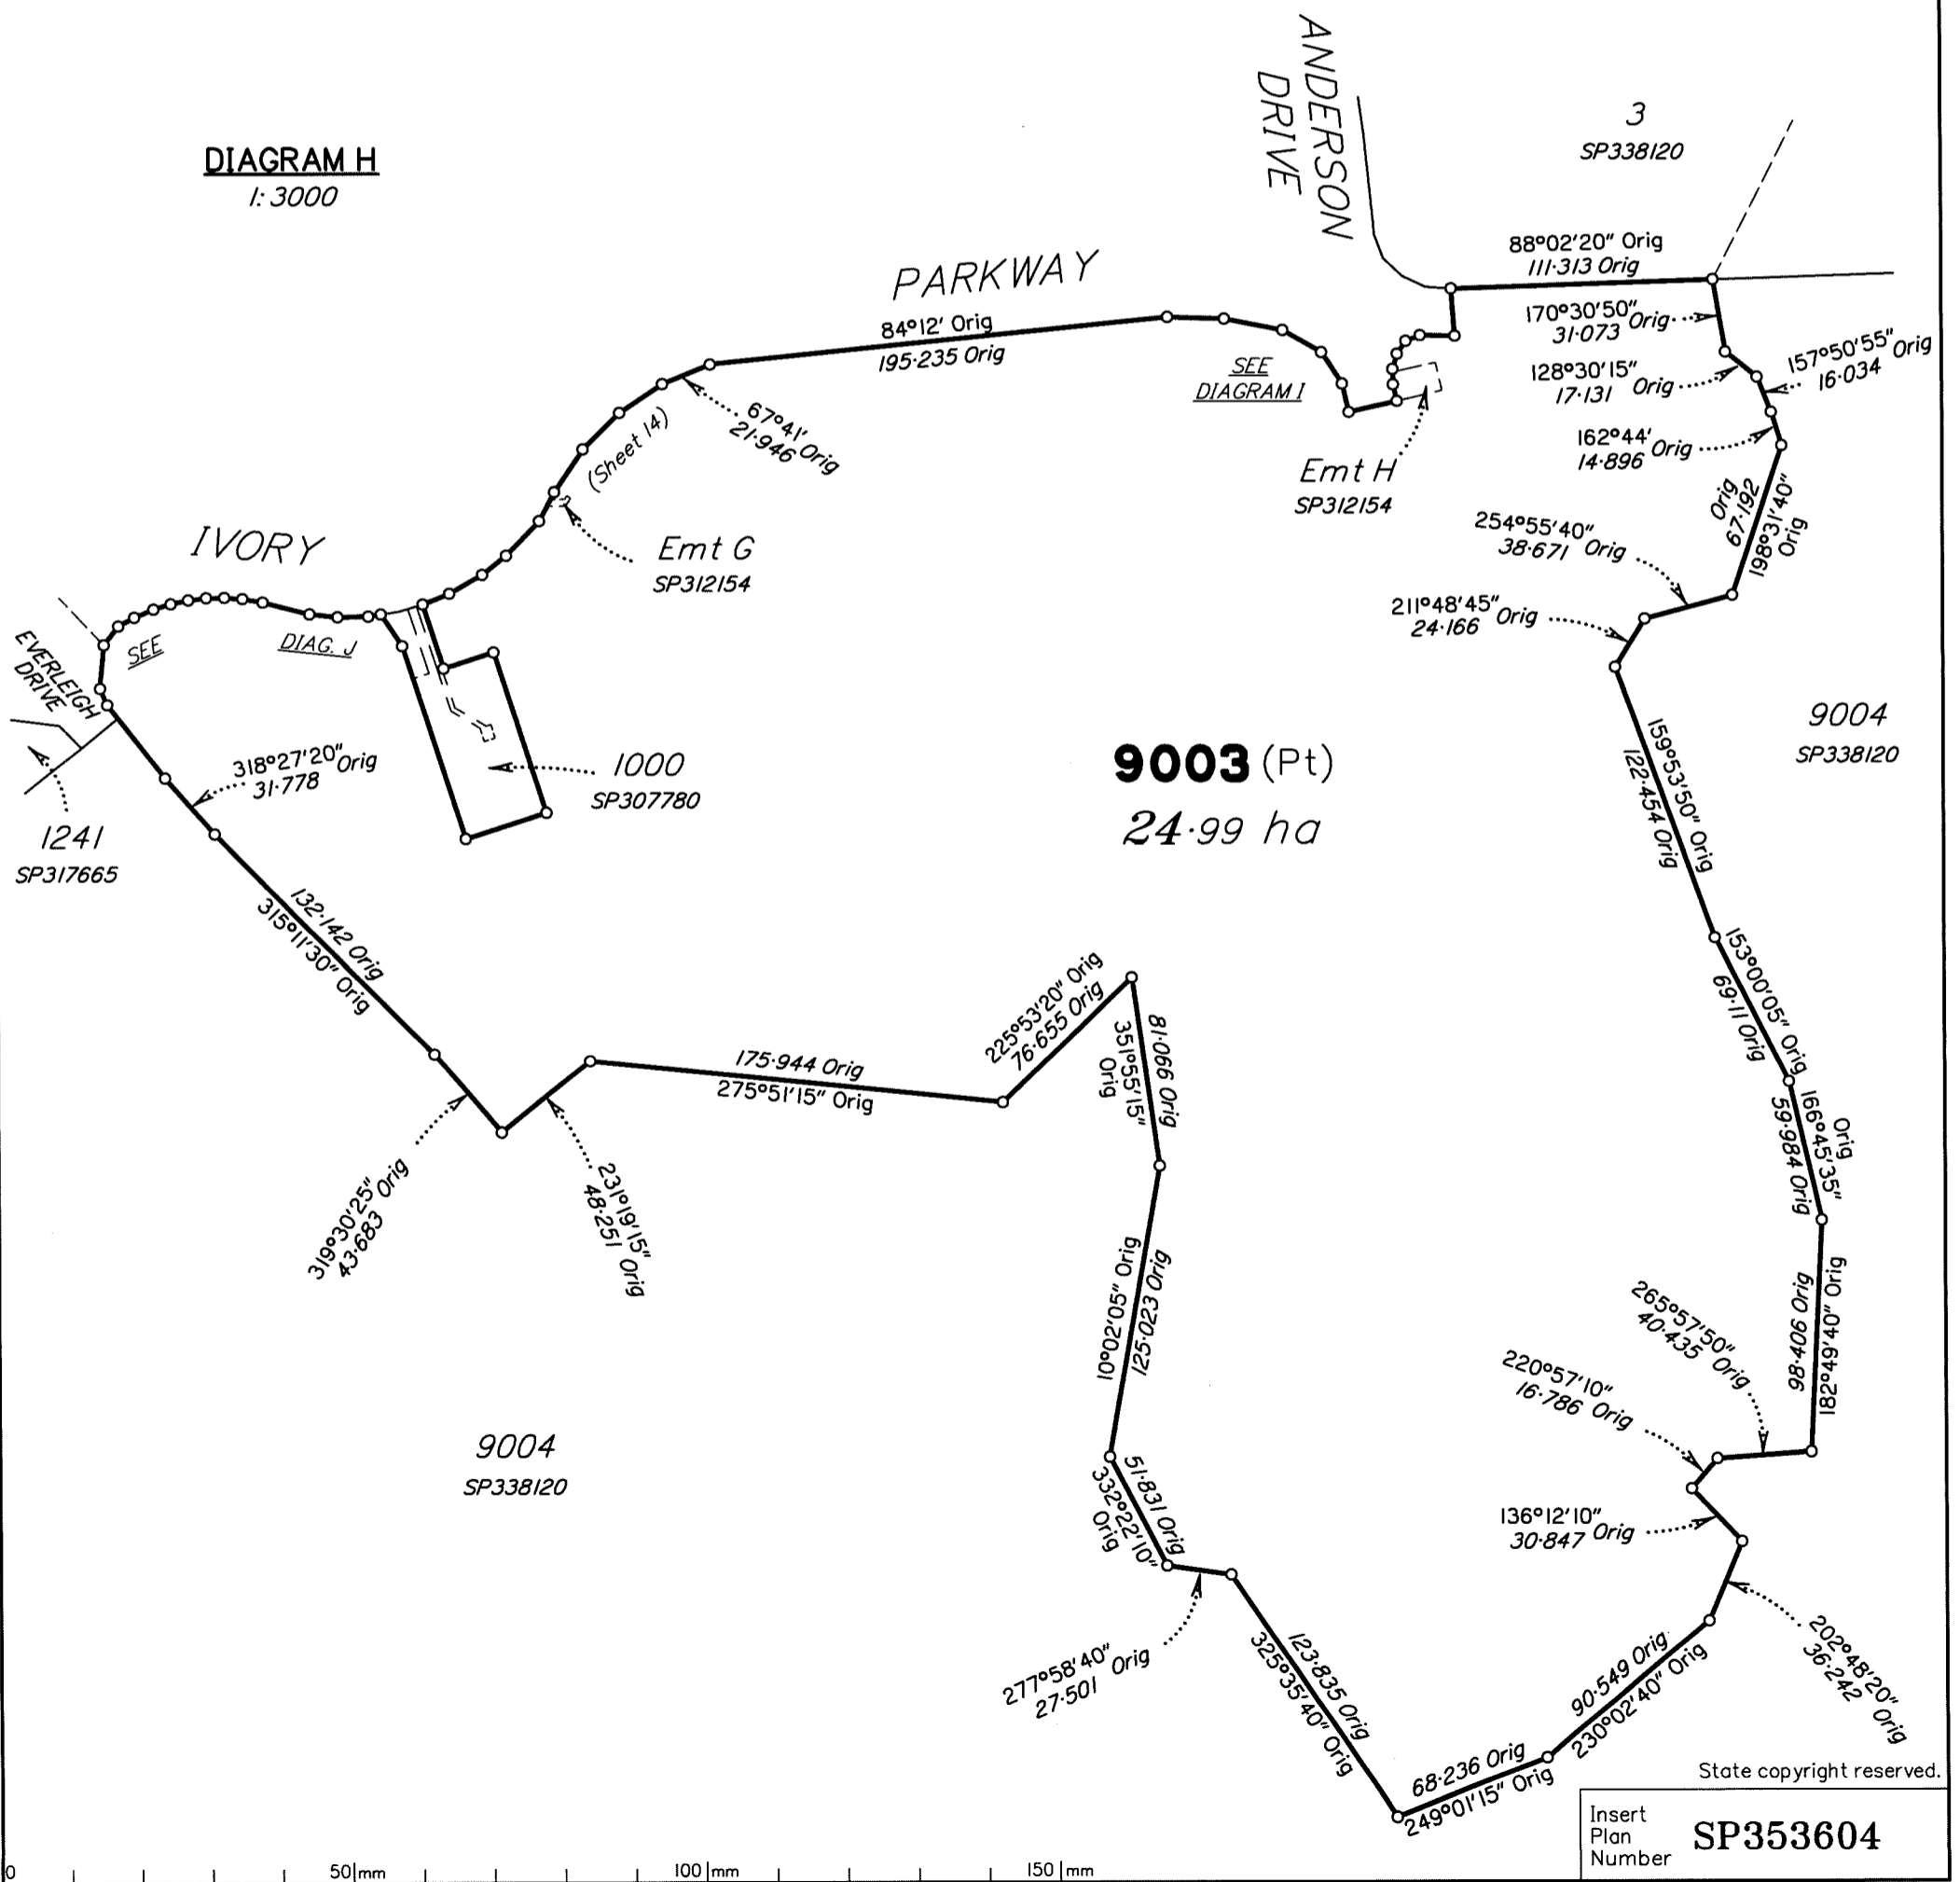 DIAGRAM H
1:3000
ANDERSON
DRIVE
3
SP338120
88°02'20" Orig
111·313 Orig
PARKWAY
84°12' Orig
195·235 Orig
170°30'50"
31·073 Orig
157°50'55"
16·034 Orig
128°30'15"
17·131 Orig
SEE
DIAGRAM I
67°41'
21·946 Orig
(Sheet 14)
162°44'
14·896 Orig
Emt H
SP312154
Orig
67·192
198°31'40"
Orig
254°55'40"
38·671 Orig
IVORY
Emt G
SP312154
211°48'45"
24·166 Orig
SEE
DIAG. J
EVERLEIGH
DRIVE
318°27'20"
31·778 Orig
1000
SP307780
9003 (Pt)
24·99 ha
9004
SP338120
159°53'50" Orig
122·454 Orig
1241
SP317665
132·142 Orig
315°11'30" Orig
153°00'05" Orig
69·11 Orig
225°53'20" Orig
76·655 Orig
81·066 Orig
351°55'15"
Orig
175·944 Orig
275°51'15" Orig
Orig
166°45'35"
59·984 Orig
319°30'25"
43·683 Orig
231°19'15"
48·251 Orig
10°02'05" Orig
125·023 Orig
98·406 Orig
182°49'40" Orig
265°57'50"
40·435 Orig
220°57'10"
16·786 Orig
9004
SP338120
51·831 Orig
332°22'10"
Orig
136°12'10"
30·847 Orig
277°58'40"
27·501 Orig
123·835 Orig
325°35'40" Orig
90·549 Orig
230°02'40" Orig
202°48'20"
36·242 Orig
68·236 Orig
249°01'15" Orig
State copyright reserved.
Insert
Plan
Number
SP353604
0 50 mm 100 mm 150 mm